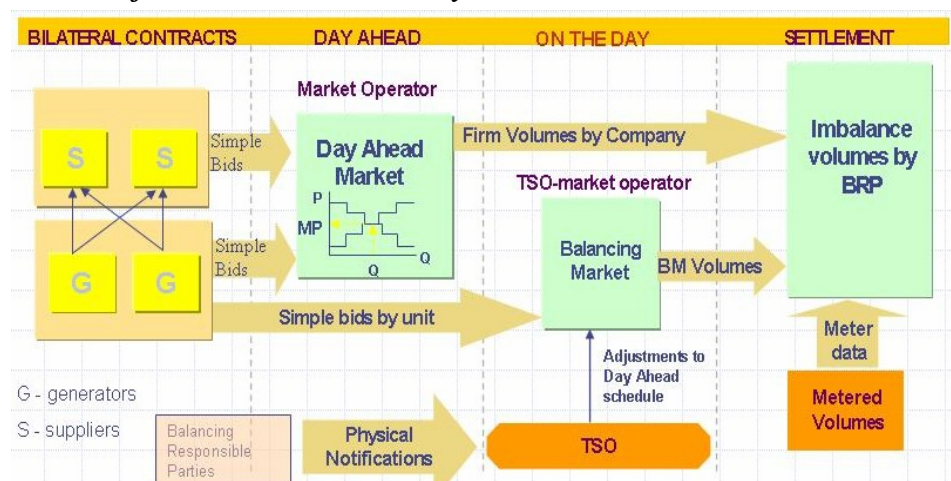 BILATERAL CONTRACTS
DAY AHEAD
ON THE DAY
SETTLEMENT
Market Operator
S
S
Simple
Bids
Day Ahead
Market
P
MP
Q
Q
Firm Volumes by Company
Imbalance
volumes by
BRP
TSO-market operator
G
G
Simple
Bids
Balancing
Market
BM Volumes
Simple bids by unit
Meter
data
Adjustments to
Day Ahead
schedule
G - generators
S - suppliers
Balancing
Responsible
Parties
Physical
Notifications
TSO
Metered
Volumes